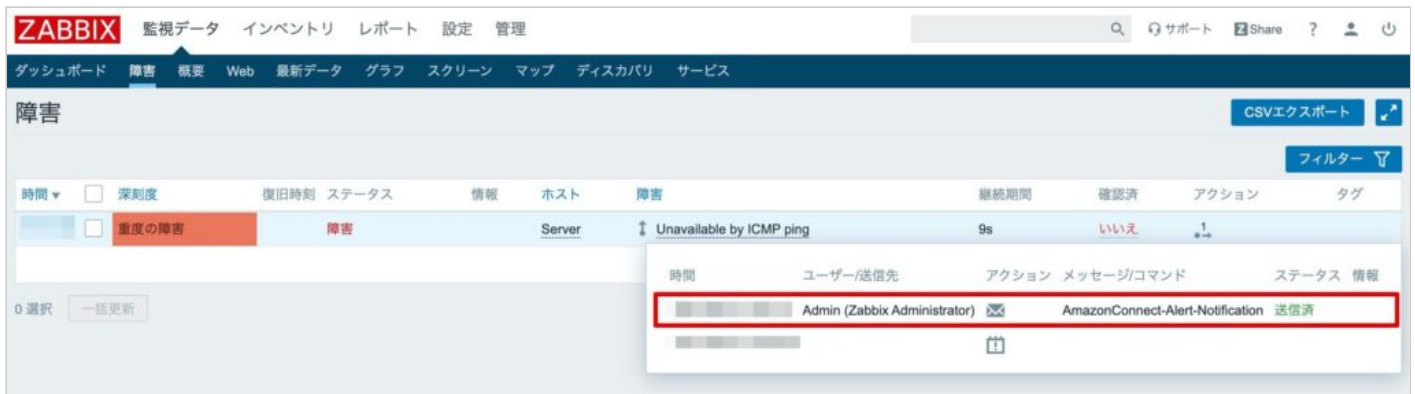 ZABBIX 監視データ インベントリ レポート 設定 管理 サポート Z Share ?
ダッシュボード 障害 概要 Web 最新データ グラフ スクリーン マップ ディスカバリ サービス
障害 CSVエクスポート
フィルター
時間 深刻度 復旧時刻 ステータス 情報 ホスト 障害 継続期間 確認済 アクション タグ
重度の障害 障害 Server Unavailable by ICMP ping 9s いいえ 1
時間 ユーザー/送信先 アクション メッセージ/コマンド ステータス 情報
0 選択 一括更新 Admin (Zabbix Administrator) AmazonConnect-Alert-Notification 送信済